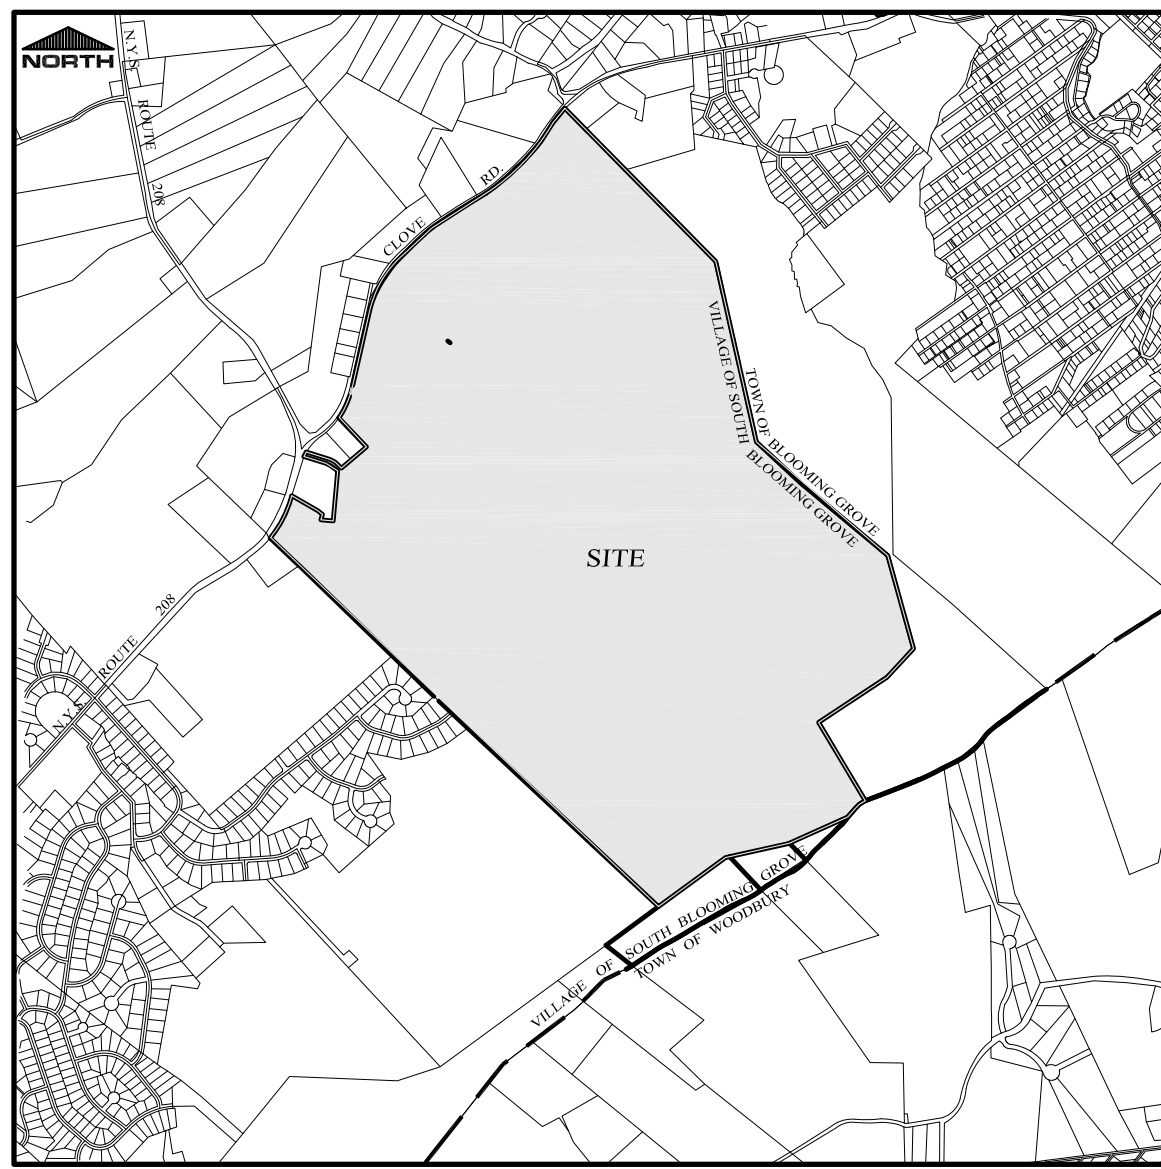 NORTH
N.Y.S. ROUTE 208
CLOVE RD.
VILLAGE OF SOUTH BLOOMING GROVE
TOWN OF BLOOMING GROVE
SITE
N.Y.S. ROUTE 208
VILLAGE OF SOUTH BLOOMING GROVE
TOWN OF WOODBURY